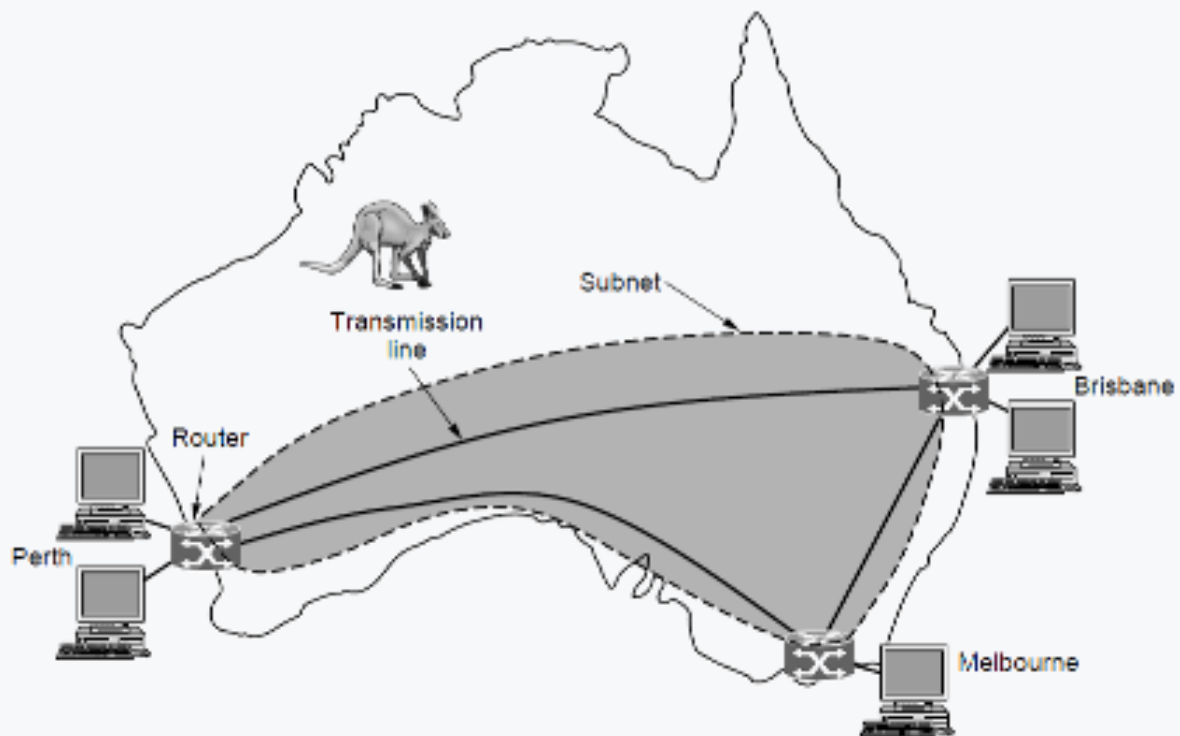 Subnet
Transmission
line
Brisbane
Router
Perth
Melbourne